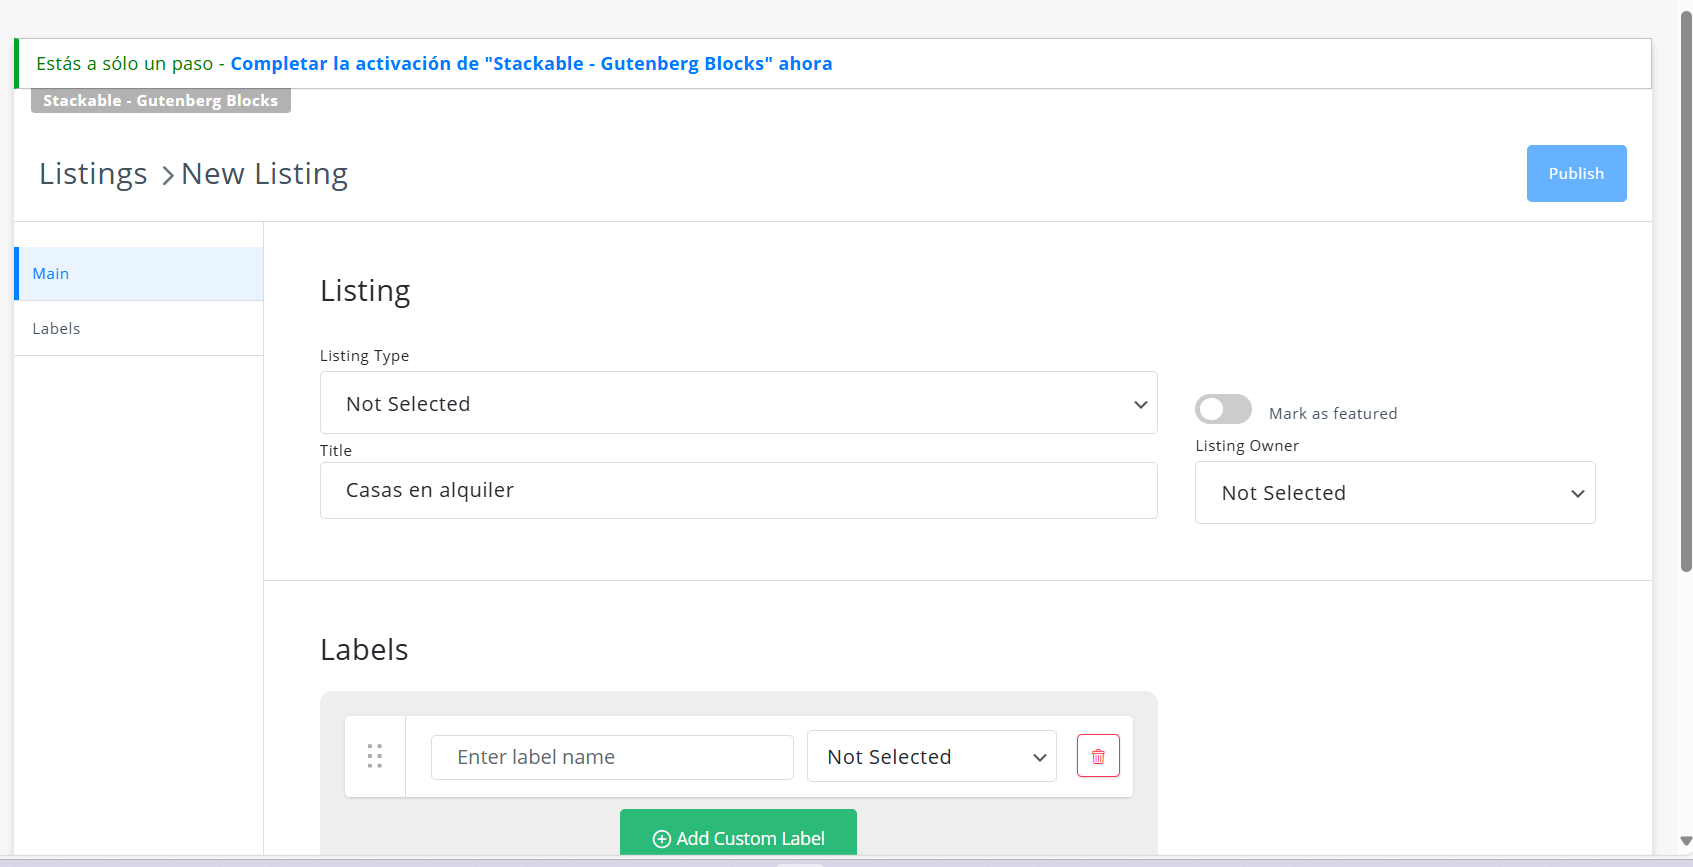 Estás a sólo un paso - Completar la activación de "Stackable - Gutenberg Blocks" ahora
Stackable - Gutenberg Blocks
Listings > New Listing
Publish
Main
Labels
Listing
Listing Type
Not Selected
Mark as featured
Title
Listing Owner
Casas en alquiler
Not Selected
Labels
Enter label name
Not Selected
Add Custom Label